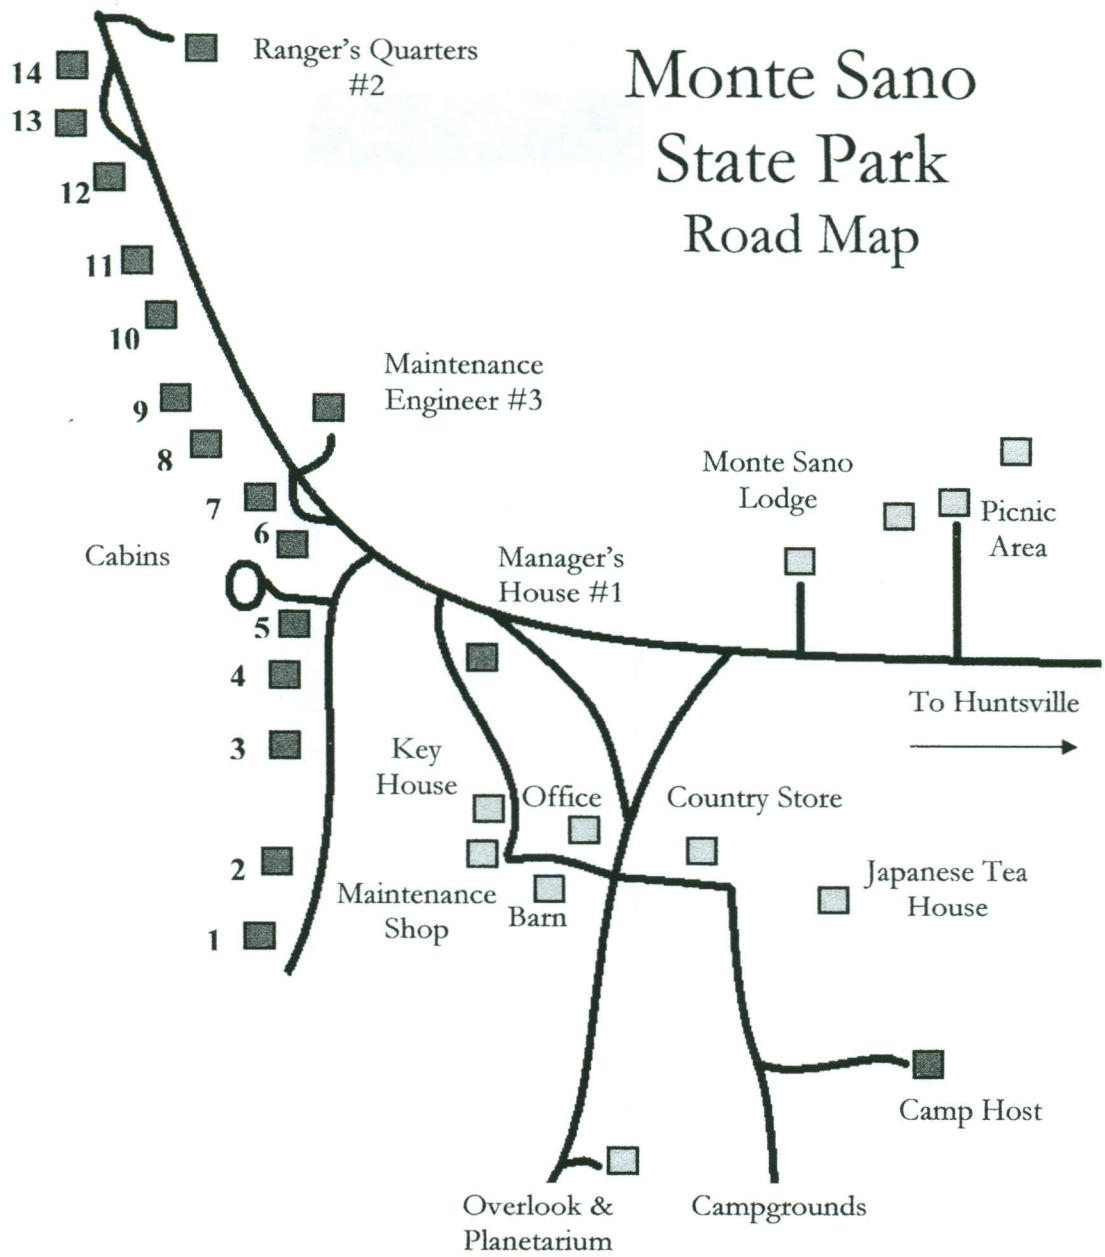 Monte Sano
State Park
Road Map
Ranger's Quarters
#2
14
13
12
11
10
9
8
7
6
Maintenance
Engineer #3
Monte Sano
Lodge
Picnic
Area
Cabins
Manager's
House #1
5
4
3
2
1
To Huntsville
Key
House
Office
Country Store
Maintenance
Shop
Barn
Japanese Tea
House
Camp Host
Overlook &
Planetarium
Campgrounds